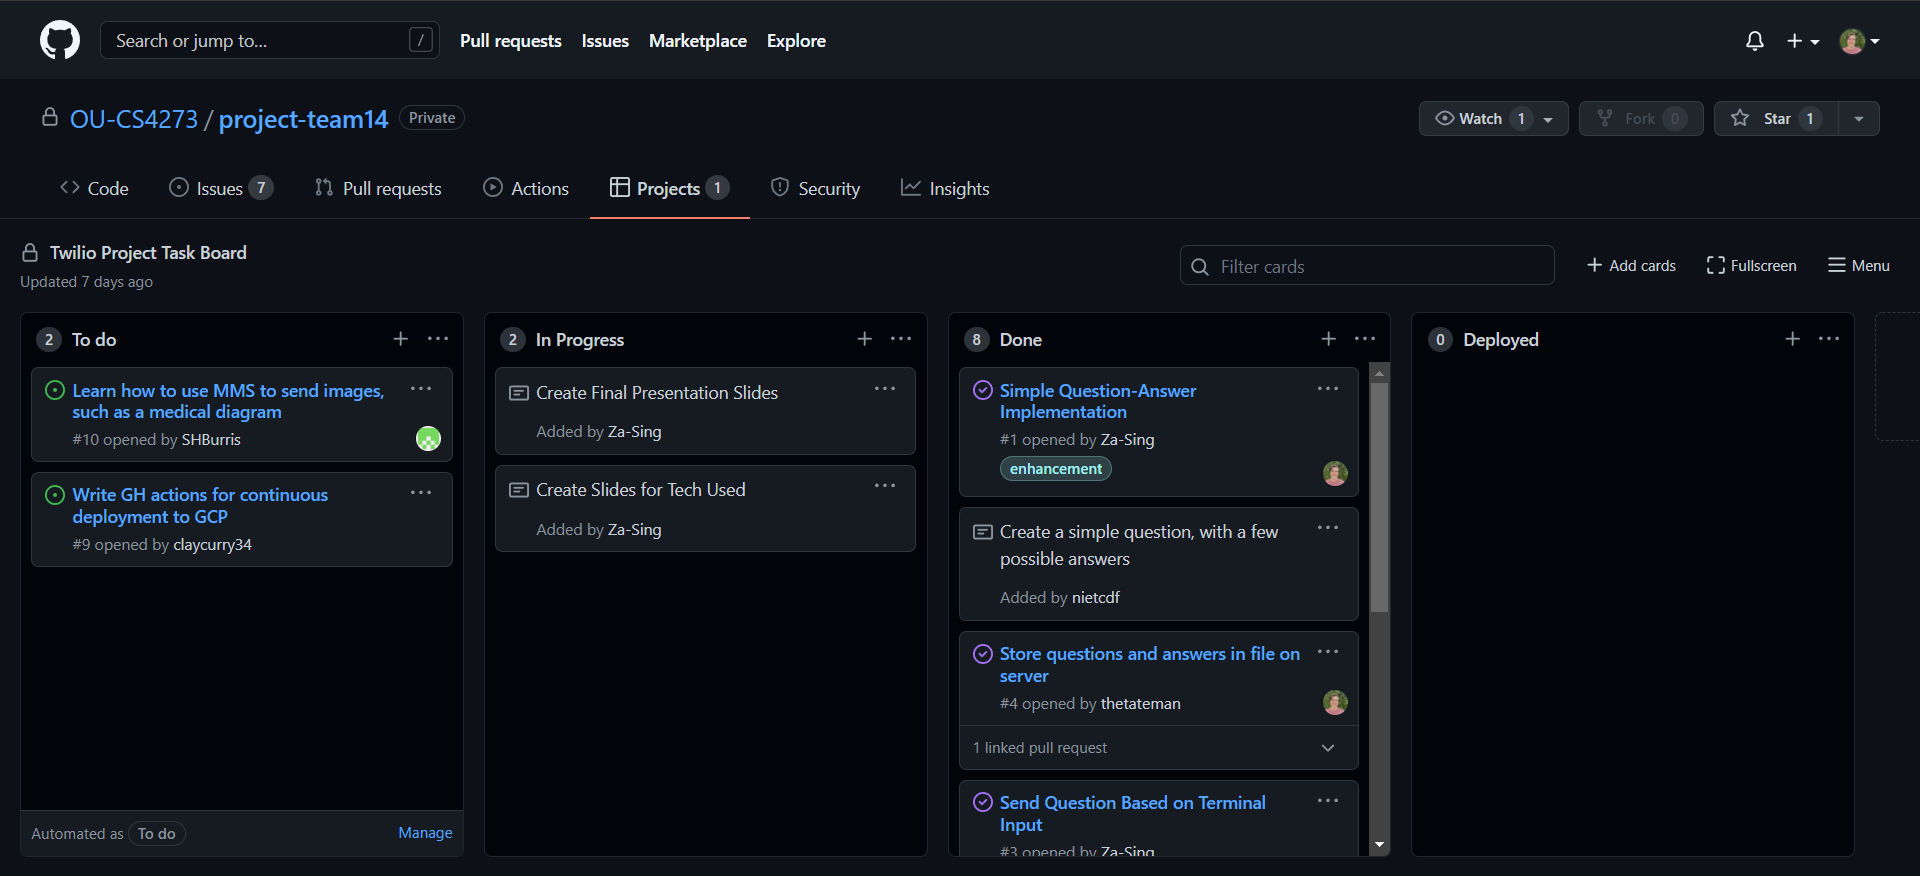 Search or jump to... /
Pull requests Issues Marketplace Explore
OU-CS4273 / project-team14 Private
Watch 1 Fork 0 Star 1
Code Issues 7 Pull requests Actions Projects 1 Security Insights
Twilio Project Task Board
Updated 7 days ago
Filter cards
Add cards Fullscreen Menu
2 To do
Learn how to use MMS to send images,
such as a medical diagram
#10 opened by SHBurris
Write GH actions for continuous
deployment to GCP
#9 opened by claycurry34
Automated as To do Manage
2 In Progress
Create Final Presentation Slides
Added by Za-Sing
Create Slides for Tech Used
Added by Za-Sing
8 Done
Simple Question-Answer
Implementation
#1 opened by Za-Sing
enhancement
Create a simple question, with a few
possible answers
Added by nietcdf
Store questions and answers in file on
server
#4 opened by thetateman
1 linked pull request
Send Question Based on Terminal
Input
#3 opened by Za-Sing
0 Deployed